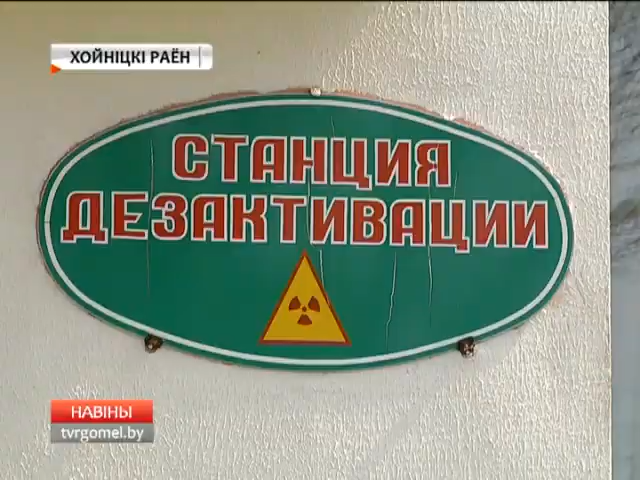 ХОЙНІЦКІ РАЁН
СТАНЦИЯ
ДЕЗАКТИВАЦИИ
НАВІНЫ
tvrgomel.by